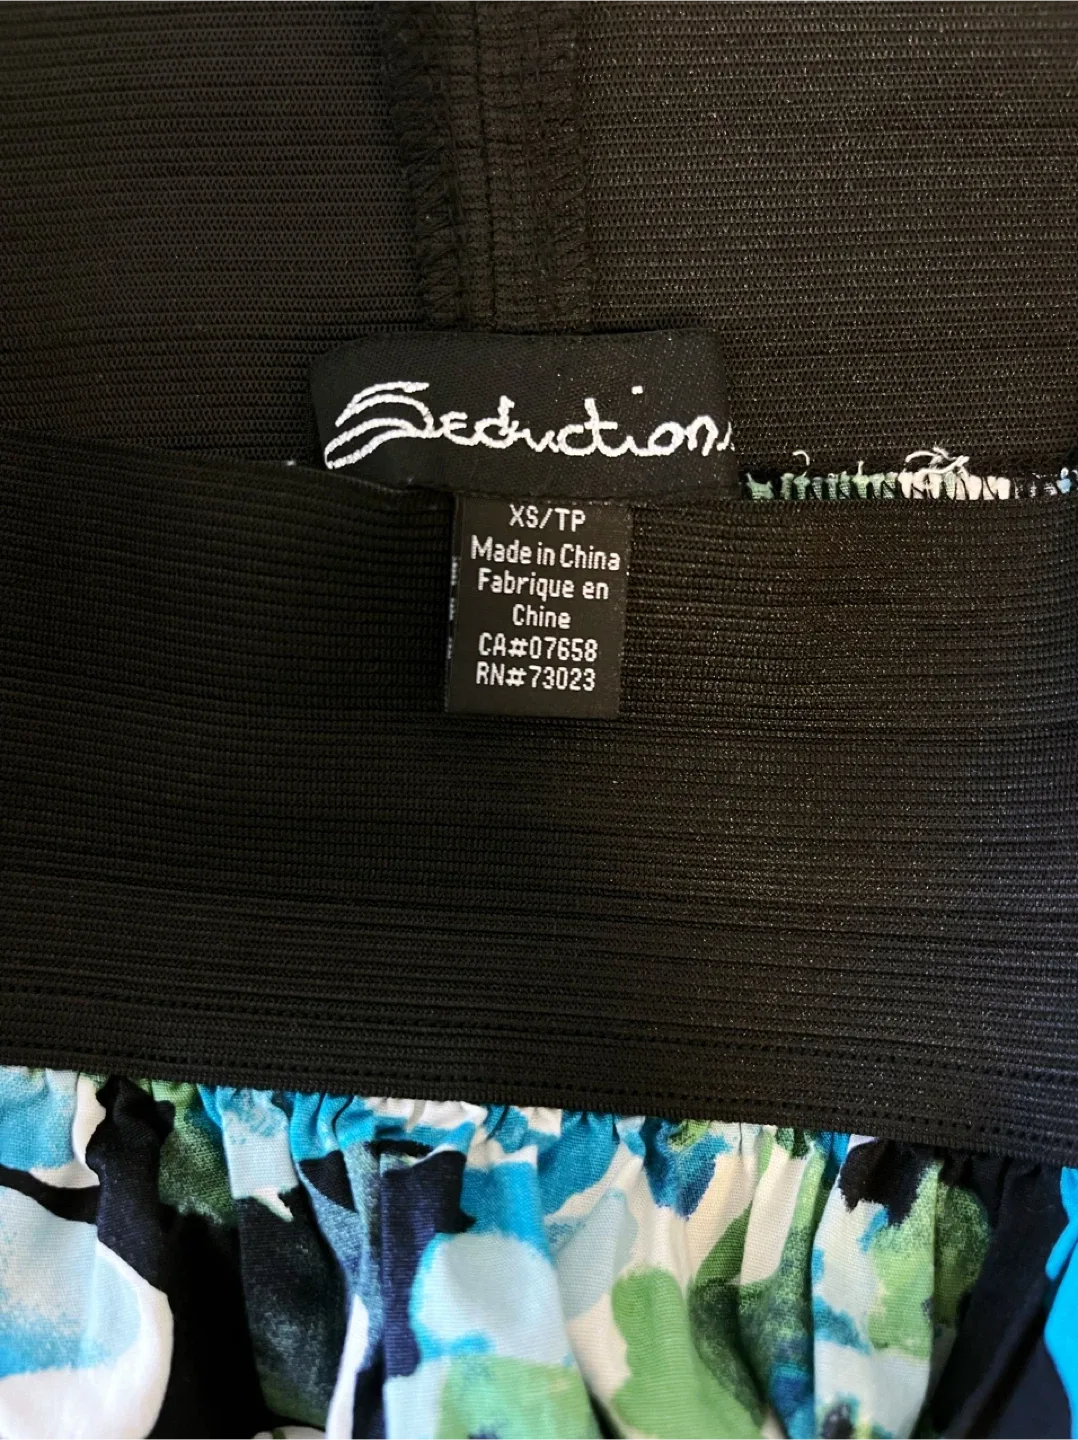 Seductions
XS/TP
Made in China
Fabrique en
Chine
CA#07658
RN#73023